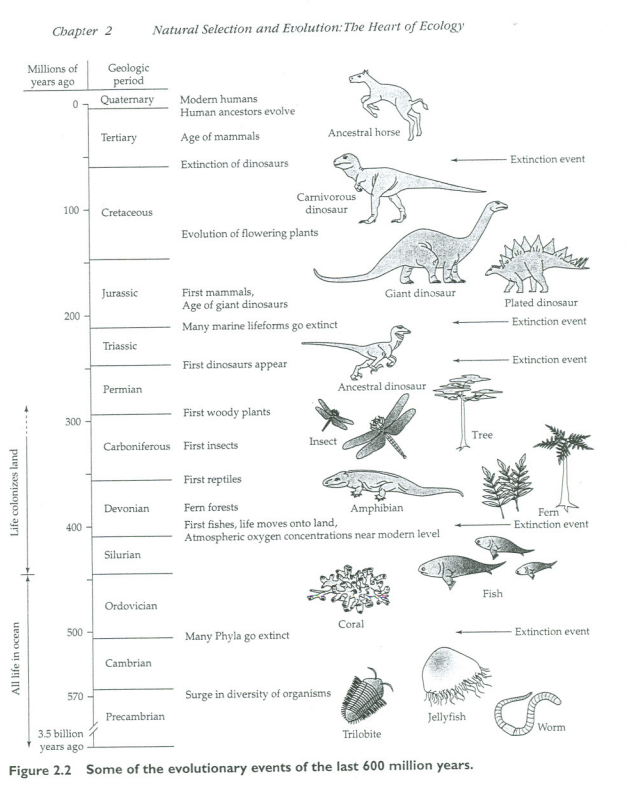 Chapter 2 Natural Selection and Evolution: The Heart of Ecology
Millions of
years ago
Geologic
period
0
Quaternary
Modern humans
Human ancestors evolve
Ancestral horse
Tertiary
Age of mammals
Extinction of dinosaurs
Extinction event
Carnivorous
dinosaur
100
Cretaceous
Evolution of flowering plants
Giant dinosaur
Plated dinosaur
Jurassic
First mammals,
Age of giant dinosaurs
200
Many marine lifeforms go extinct
Extinction event
Triassic
First dinosaurs appear
Extinction event
Ancestral dinosaur
Permian
First woody plants
300
Insect
Tree
Carboniferous
First insects
First reptiles
Amphibian
Fern
Devonian
Fern forests
First fishes, life moves onto land,
Atmospheric oxygen concentrations near modern level
Extinction event
400
Silurian
Fish
Ordovician
Coral
500
Many Phyla go extinct
Extinction event
Cambrian
570
Surge in diversity of organisms
Precambrian
Trilobite
Jellyfish
Worm
3.5 billion
years ago
Life colonizes land
All life in ocean
Figure 2.2 Some of the evolutionary events of the last 600 million years.